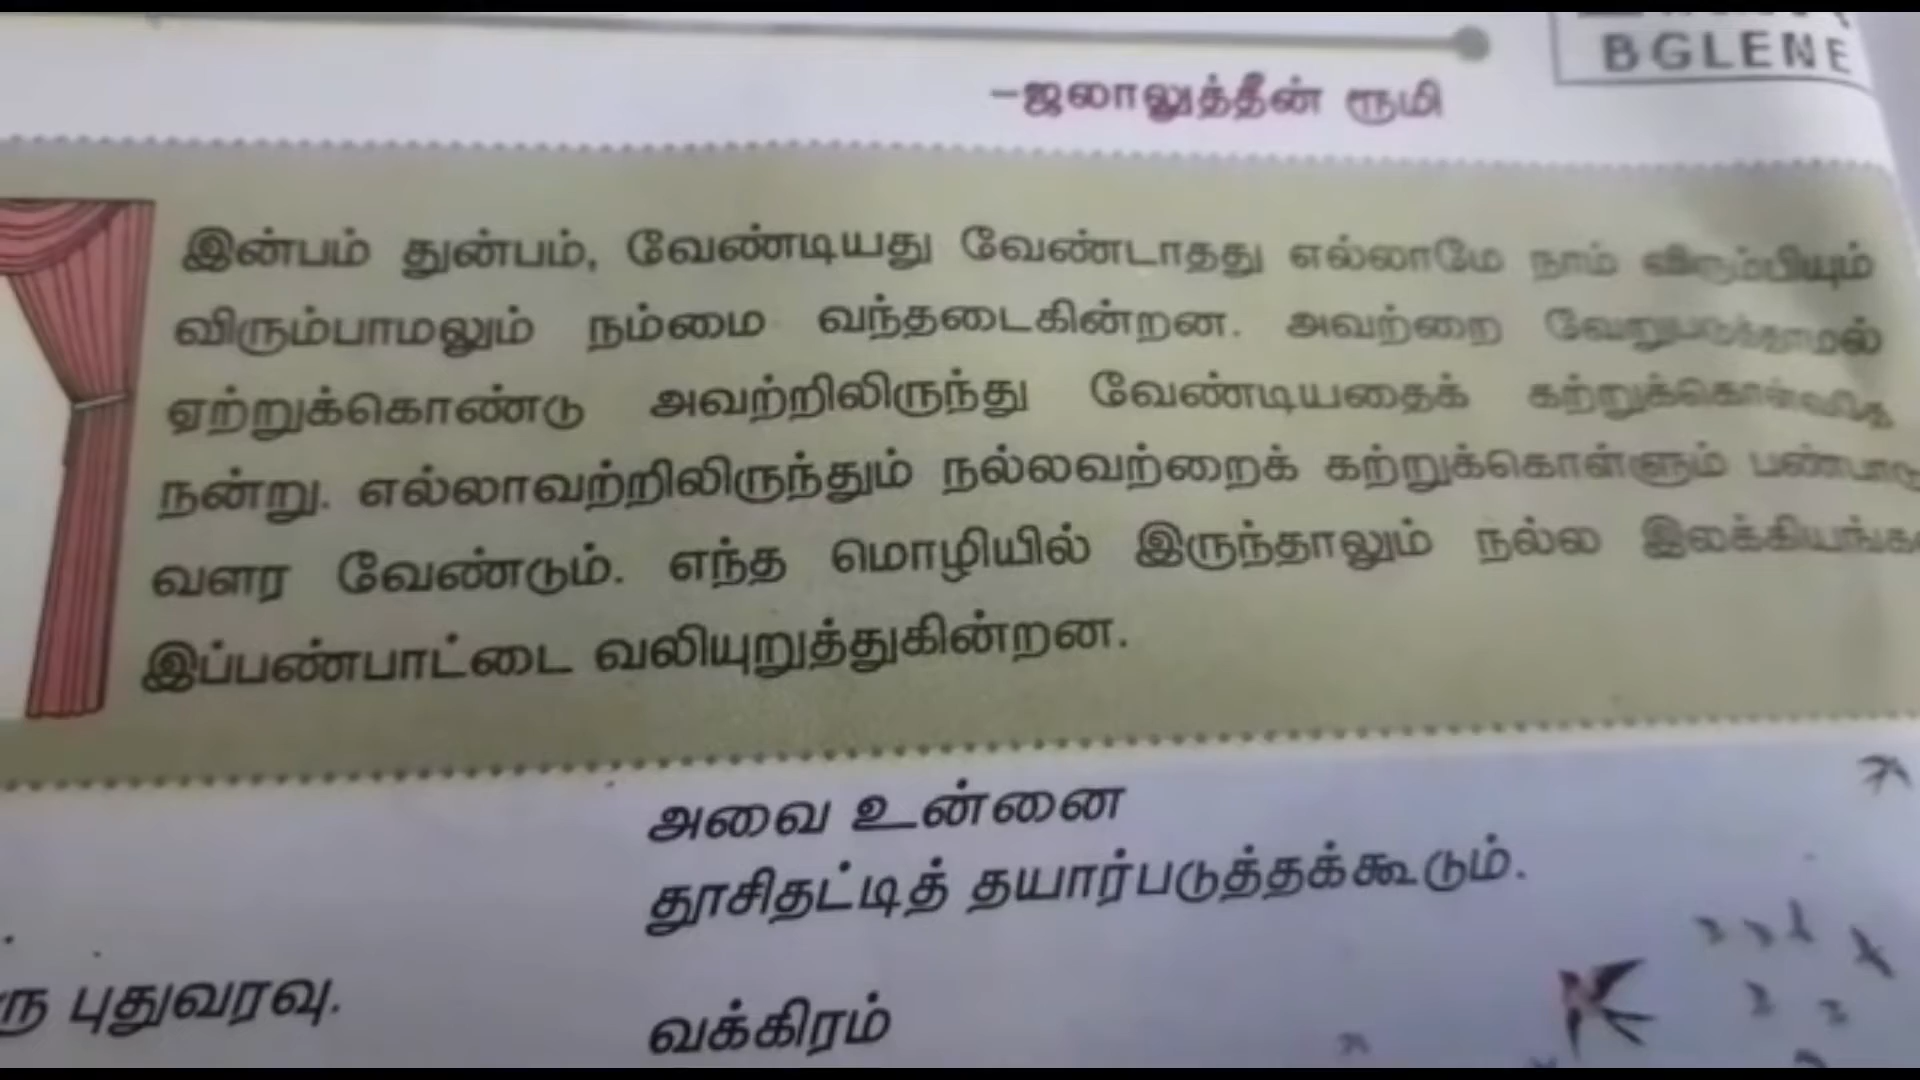 BGLENE
-ஜலாலுத்தீன் ரூமி
இன்பம் துன்பம், வேண்டியது வேண்டாதது எல்லாமே நாம் விரும்பியும்
விரும்பாமலும் நம்மை வந்தடைகின்றன. அவற்றை வேறுபடுத்தாமல்
ஏற்றுக்கொண்டு அவற்றிலிருந்து வேண்டியதைக்
நன்று. எல்லாவற்றிலிருந்தும் நல்லவற்றைக் கற்றுக்கொள்ளும்
வளர வேண்டும். எந்த மொழியில் இருந்தாலும் நல்ல
இப்பண்பாட்டை வலியுறுத்துகின்றன.
அவை உன்னை
தூசிதட்டித் தயார்படுத்தக்கூடும்.
புதுவரவு.
வக்கிரம்